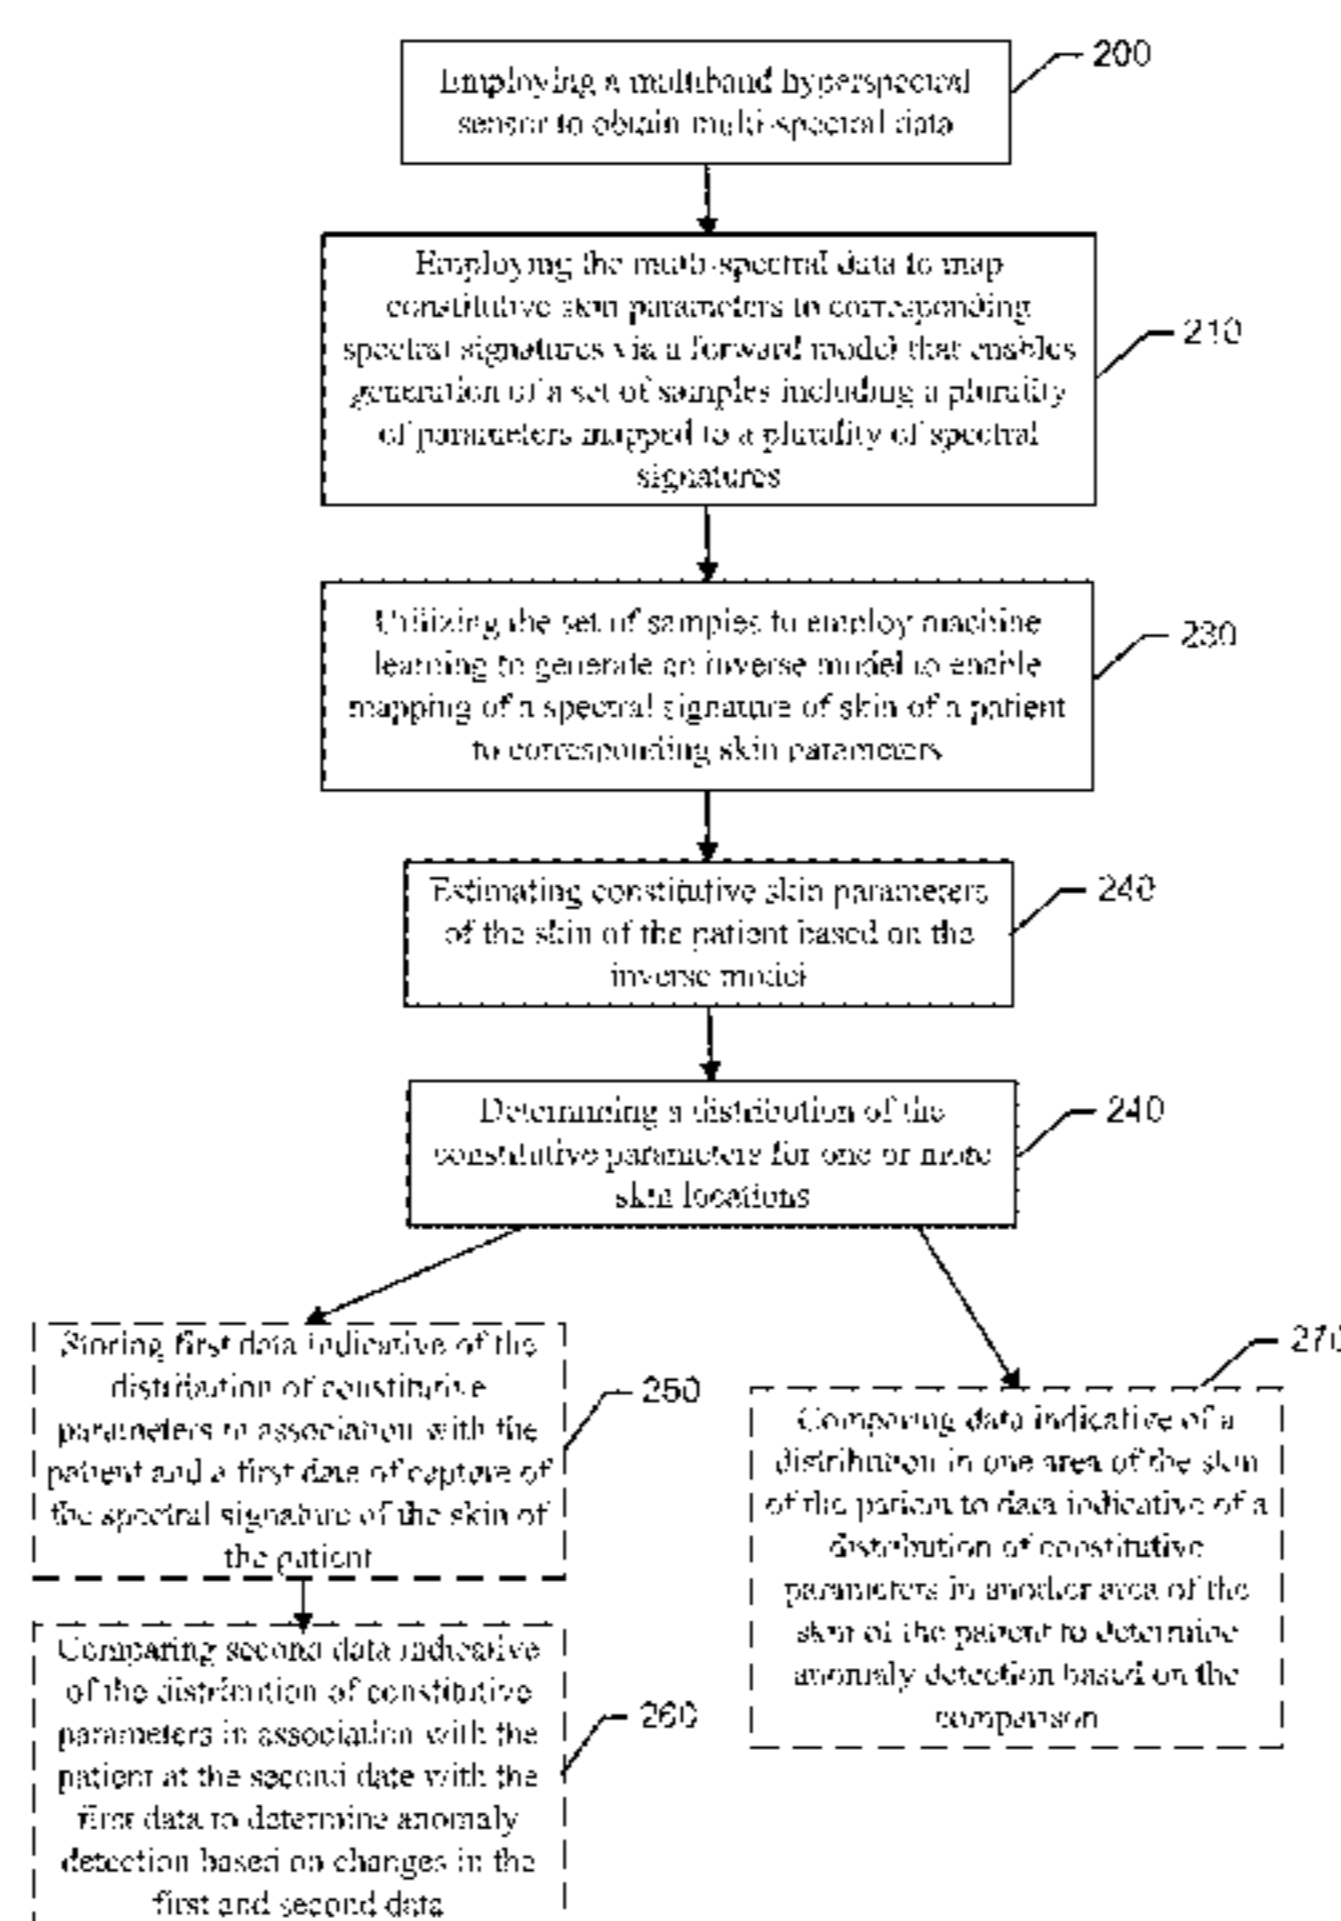 Employing a multiband hyperspectral
sensor to obtain multi-spectral data
200
Employing the multi-spectral data to map
constitutive skin parameters to corresponding
spectral signatures via a forward model that enables
generation of a set of samples including a plurality
of parameters mapped to a plurality of spectral
signatures
210
Utilizing the set of samples to employ machine
learning to generate an inverse model to enable
mapping of a spectral signature of skin of a patient
to corresponding skin parameters
230
Estimating constitutive skin parameters
of the skin of the patient based on the
inverse model
240
Determining a distribution of the
constitutive parameters for one or more
skin locations
240
Storing first data indicative of the
distribution of constitutive
parameters in association with the
patient and a first date of capture of
the spectral signature of the skin of
the patient
250
Comparing second data indicative
of the distribution of constitutive
parameters in association with the
patient at the second date with the
first data to determine anomaly
detection based on changes in the
first and second data
260
270
Comparing data indicative of a
distribution in one area of the skin
of the patient to data indicative of a
distribution of constitutive
parameters in another area of the
skin of the patient to determine
anomaly detection based on the
comparison